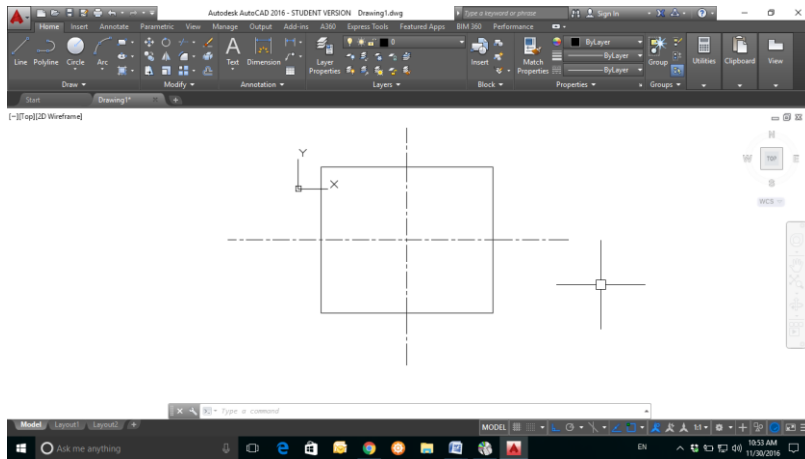 Autodesk AutoCAD 2016 - STUDENT VERSION Drawing1.dwg
Type a keyword or phrase
Sign In
Home Insert Annotate Parametric View Manage Output Add-ins A360 Express Tools Featured Apps BIM 360 Performance
Line Polyline Circle Arc
Text Dimension
Layer Properties
0
Insert
Match Properties
ByLayer
ByLayer
ByLayer
Group
Utilities
Clipboard
View
Draw Modify Annotation Layers Block Properties Groups
Start Drawing1*
[−][Top][2D Wireframe]
N
W TOP E
S
WCS
Y
X
Type a command
Model Layout1 Layout2 +
MODEL
1:1
Ask me anything
EN
10:53 AM
11/30/2016